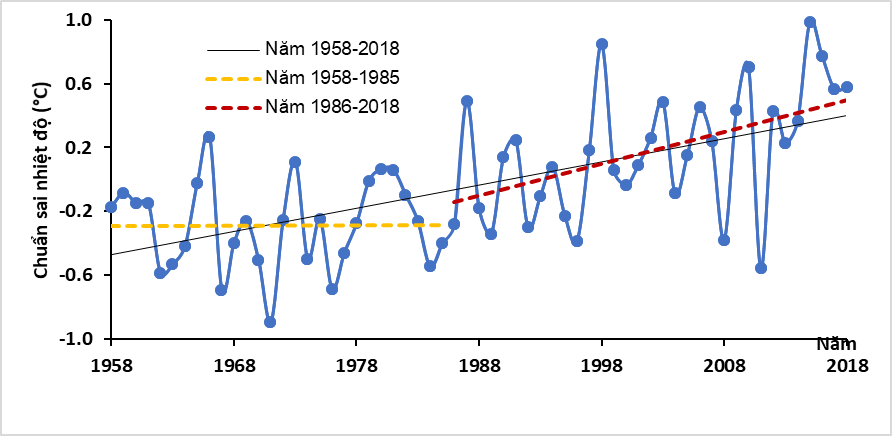 Chuẩn sai nhiệt độ (°C)
1.0
0.6
0.2
-0.2
-0.6
-1.0
Năm 1958-2018
Năm 1958-1985
Năm 1986-2018
Năm
1958 1968 1978 1988 1998 2008 2018